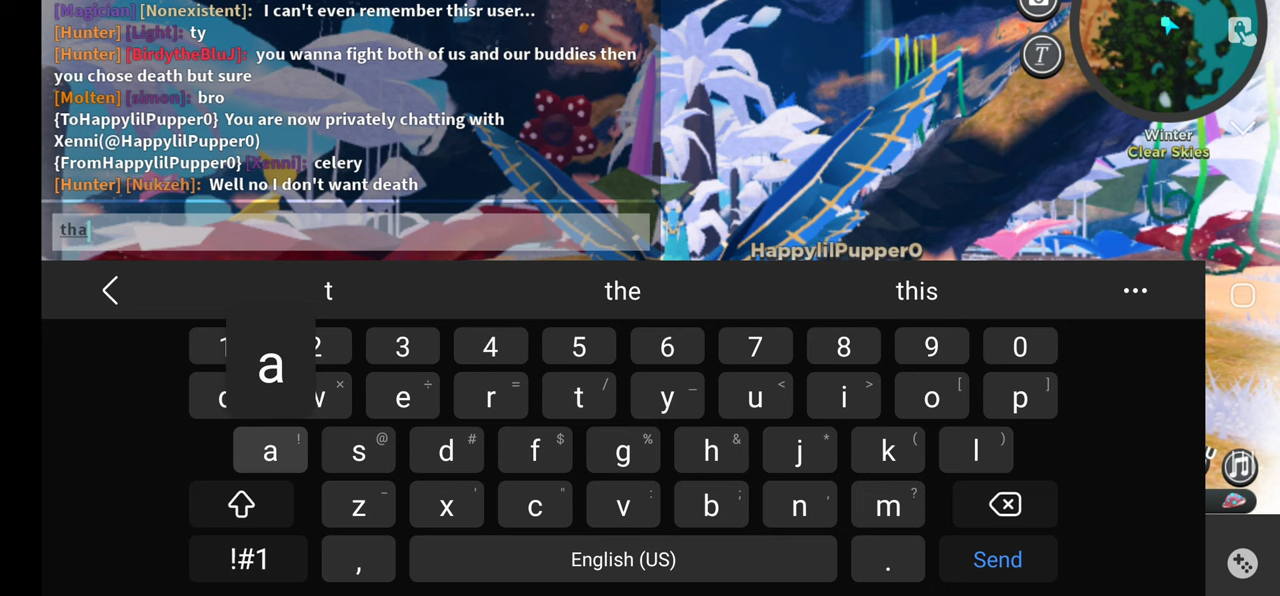 [Magician] [Nonexistent]: I can't even remember thisr user...
[Hunter] [Light]: ty
[Hunter] [BirdytheBluJ]: you wanna fight both of us and our buddies then
you chose death but sure
[Molten] [simon]: bro
{ToHappylilPupper0} You are now privately chatting with
Xenni(@HappylilPupper0)
{FromHappylilPupper0} [Xenni]: celery
[Hunter] [Nukzeh]: Well no I don't want death
tha
T
Winter
Clear Skies
HappylilPupper0
t the this ...
1 2 3 4 5 6 7 8 9 0
a
w × e ÷ r = t / y _ u < i > o [ p ]
a ! s @ d # f $ g % h & j * k ( l )
z - x ' c " v : b ; n , m ?
!#1 , English (US) . Send